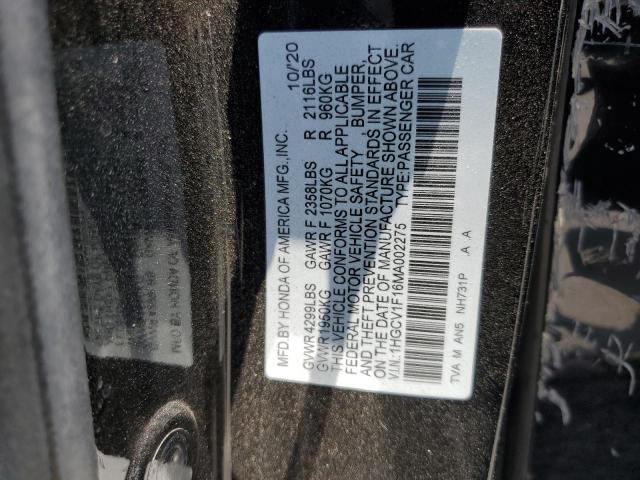 MFD.BY HONDA OF AMERICA MFG.,INC. 10/'20
GVWR 4299LBS GAWR F 2358LBS R 2116LBS
GVWR 1950KG GAWR F 1070KG R 960KG
THIS VEHICLE CONFORMS TO ALL APPLICABLE
FEDERAL MOTOR VEHICLE SAFETY, BUMPER,
AND THEFT PREVENTION STANDARDS IN EFFECT
ON THE DATE OF MANUFACTURE SHOWN ABOVE.
V.I.N.:1HGCV1F16MA002275 TYPE:PASSENGER CAR
TVA M AN5 NH731P .A A